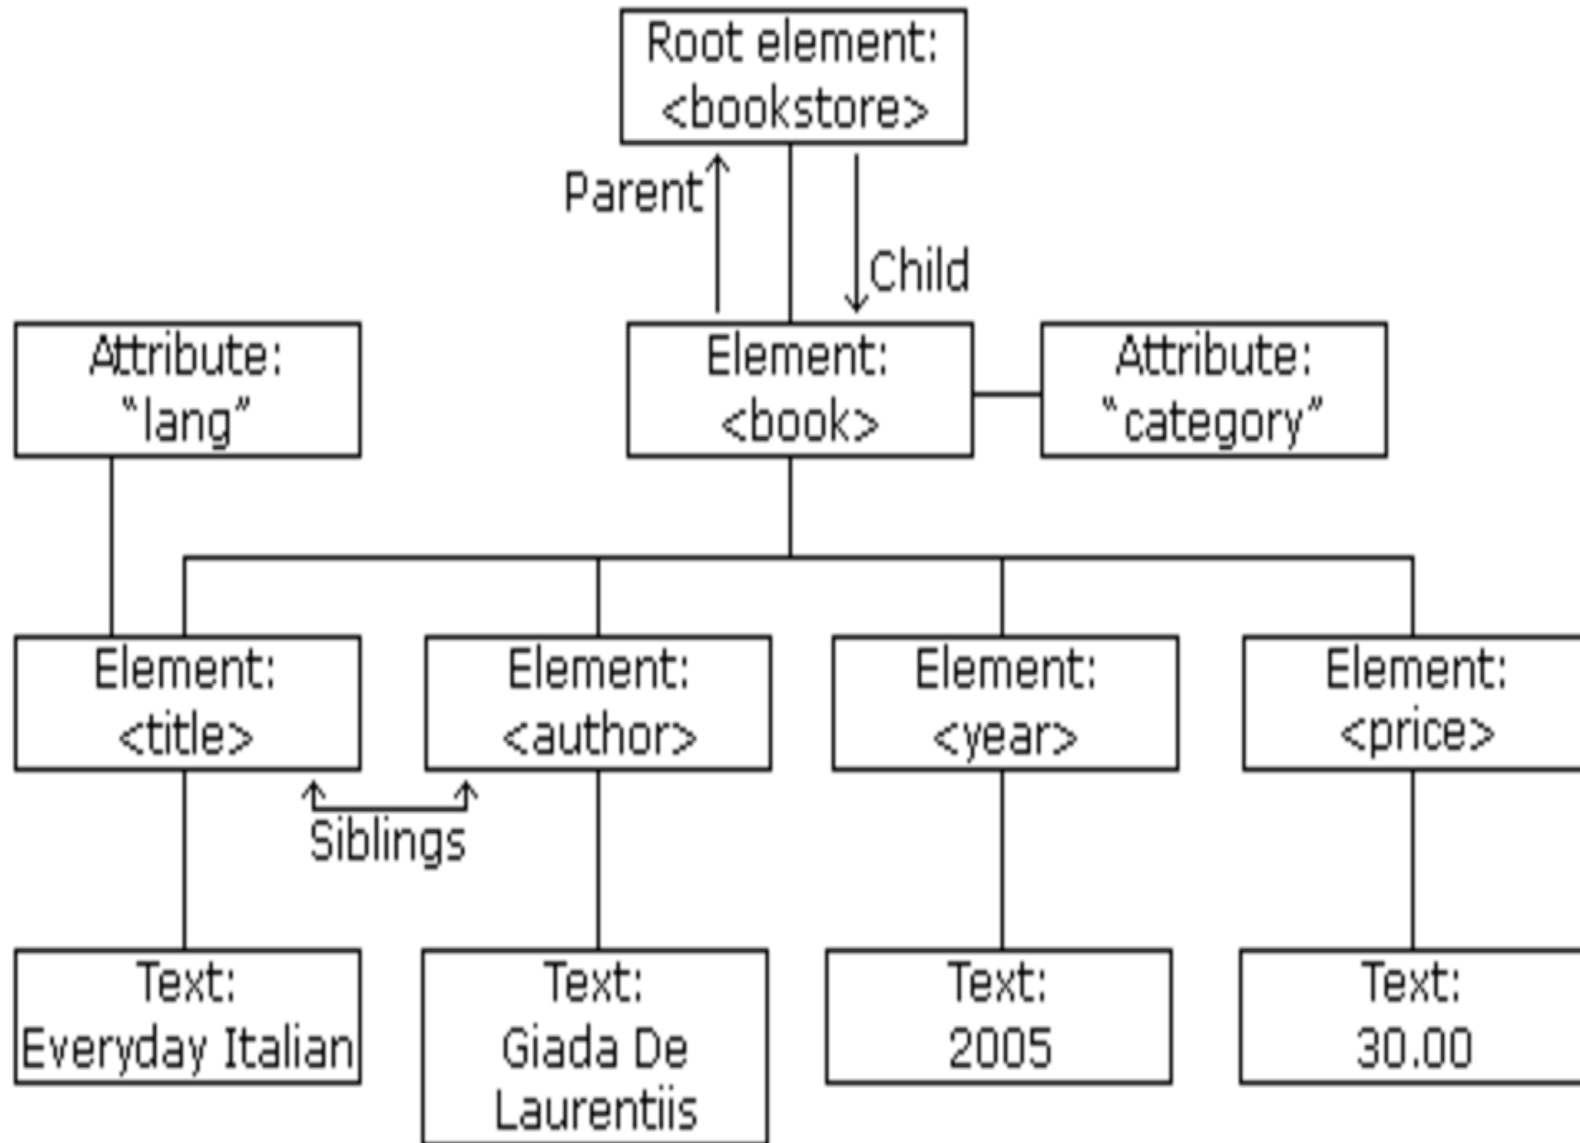 Root element:
<bookstore>
Parent
Child
Attribute:
"lang"
Element:
<book>
Attribute:
"category"
Element:
<title>
Element:
<author>
Element:
<year>
Element:
<price>
Siblings
Text:
Everyday Italian
Text:
Giada De
Laurentiis
Text:
2005
Text:
30.00